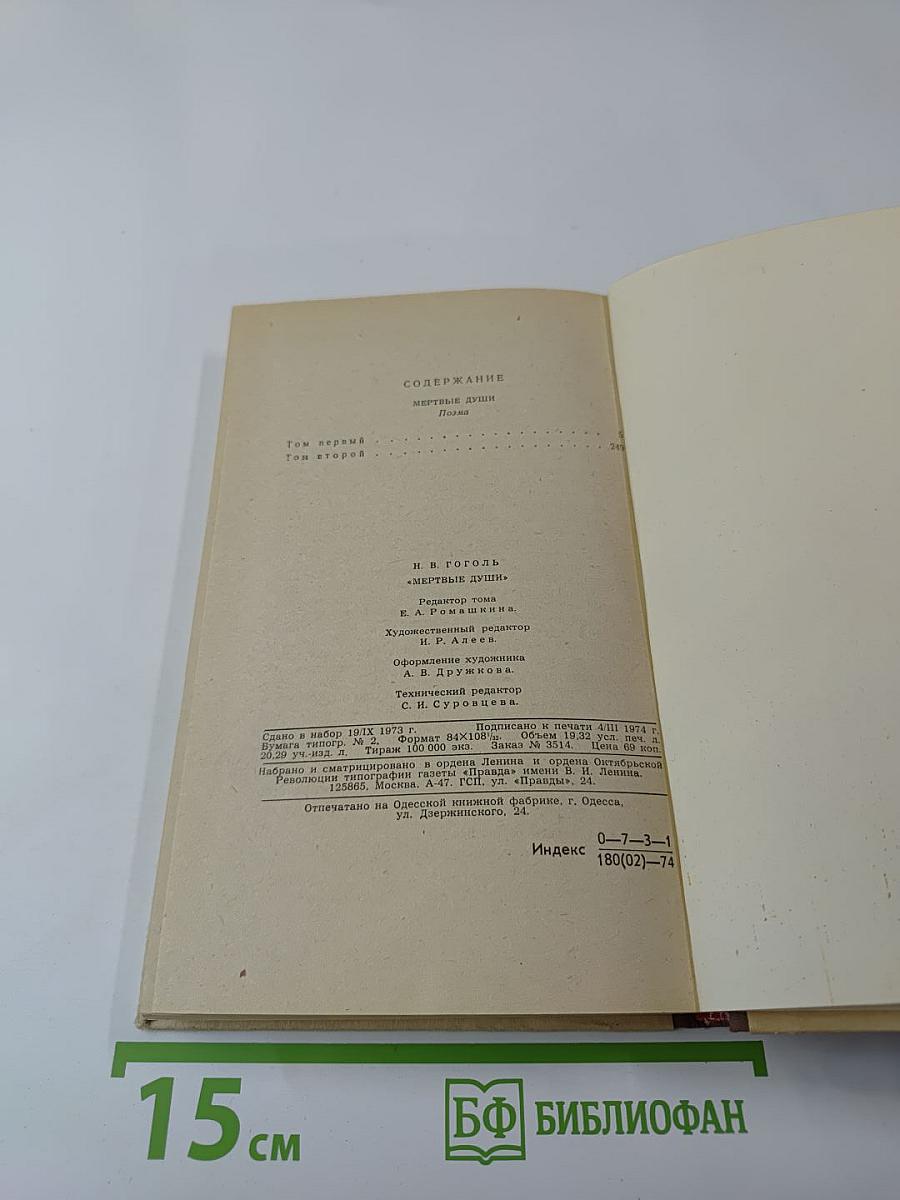 СОДЕРЖАНИЕ
МЕРТВЫЕ ДУШИ
Поэма
Том первый . . . . . . . . . . . . . . . . . . 5
Том второй . . . . . . . . . . . . . . . . . . 249
Н. В. ГОГОЛЬ
«МЕРТВЫЕ ДУШИ»
Редактор тома
Е. А. Ромашкина.
Художественный редактор
И. Р. Алеев.
Оформление художника
А. В. Дружкова.
Технический редактор
С. И. Суровцева.
Сдано в набор 19/IX 1973 г. Подписано к печати 4/III 1974 г.
Бумага типогр. № 2. Формат 84×108¹/₃₂. Объем 19,32 усл. печ. л.
20,29 уч.-изд. л. Тираж 100 000 экз. Заказ № 3514. Цена 69 коп.
Набрано и сматрицировано в ордена Ленина и ордена Октябрьской
Революции типографии газеты «Правда» имени В. И. Ленина.
125865, Москва, А-47, ГСП, ул. «Правды», 24.
Отпечатано на Одесской книжной фабрике, г. Одесса,
ул. Дзержинского, 24.
Индекс 0—7—3—1
180(02)—74
15 см
БФ БИБЛИОФАН